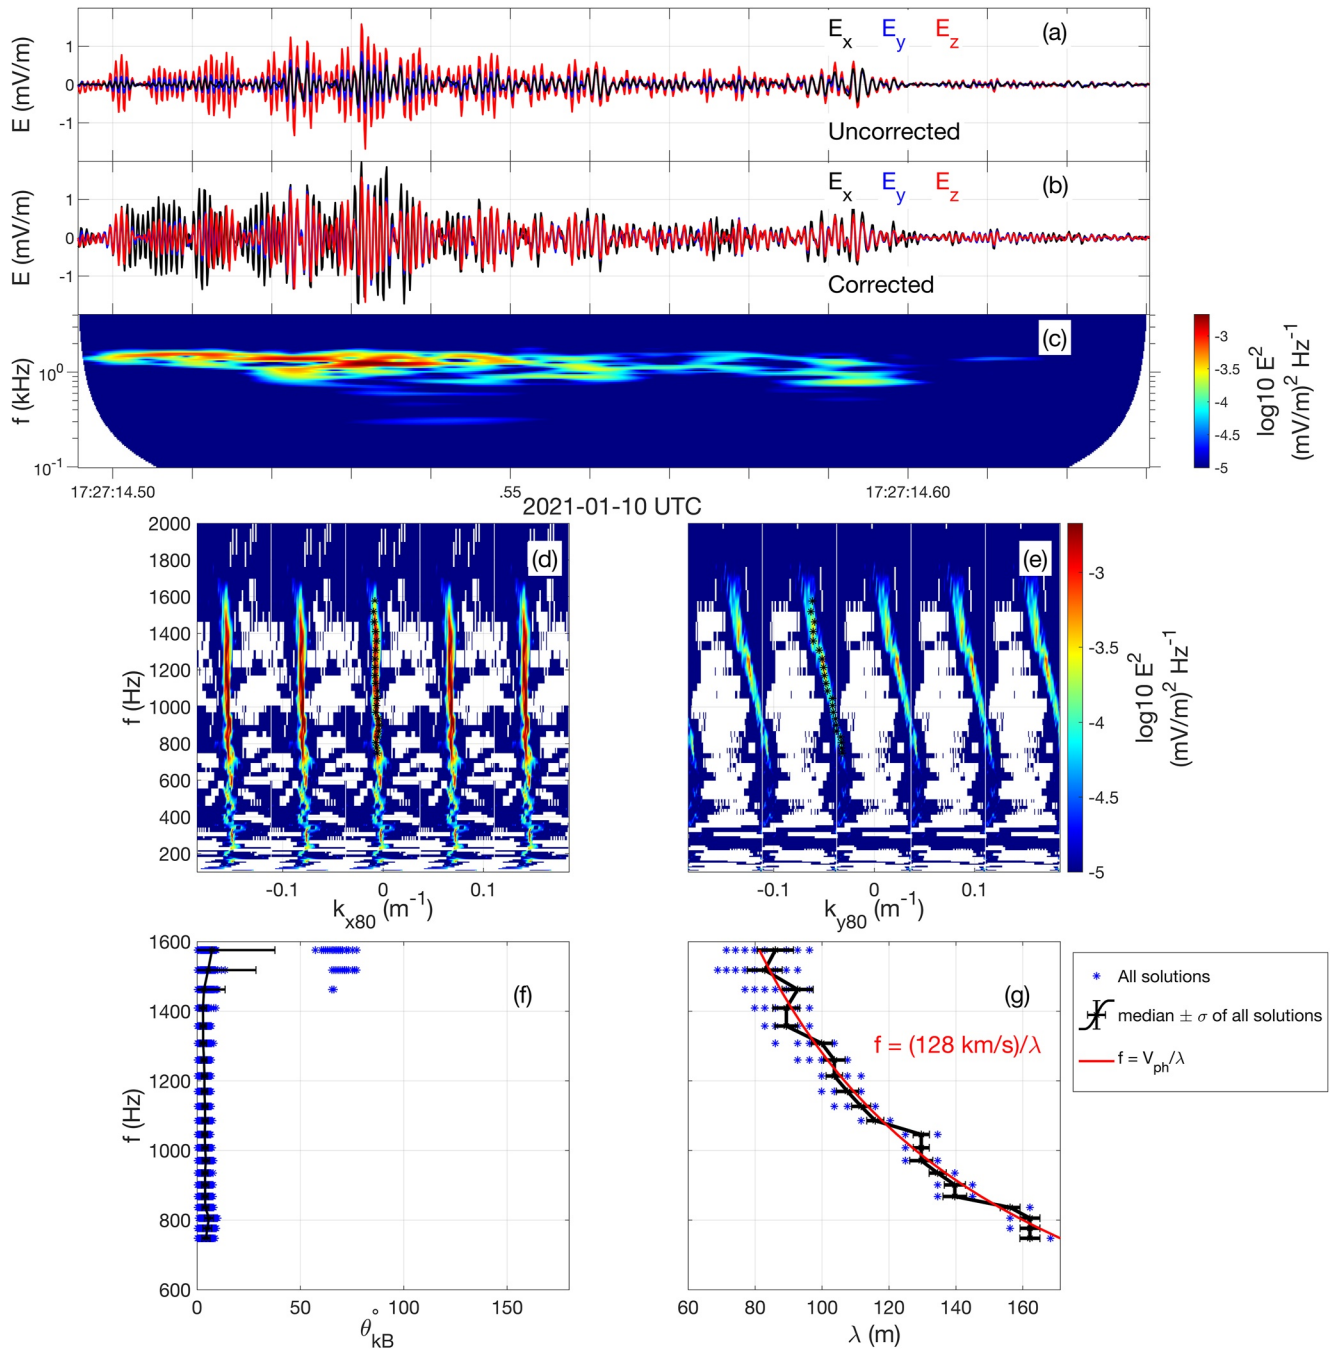 E (mV/m)
1
0
-1
Ex Ey Ez
(a)
Uncorrected
E (mV/m)
1
0
-1
Ex Ey Ez
(b)
Corrected
f (kHz)
10^0
10^-1
(c)
-3
-3.5
-4
-4.5
-5
log10 E^2
(mV/m)^2 Hz^-1
17:27:14.50 .55 17:27:14.60
2021-01-10 UTC
f (Hz)
2000
1800
1600
1400
1200
1000
800
600
400
200
(d)
-0.1 0 0.1
k_x80 (m^-1)
(e)
-0.1 0 0.1
k_y80 (m^-1)
-3
-3.5
-4
-4.5
-5
log10 E^2
(mV/m)^2 Hz^-1
f (Hz)
1600
1400
1200
1000
800
600
(f)
0 50 100 150
θ°_kB
(g)
f = (128 km/s)/λ
60 80 100 120 140 160
λ (m)
All solutions
median ± σ of all solutions
f = V_ph/λ